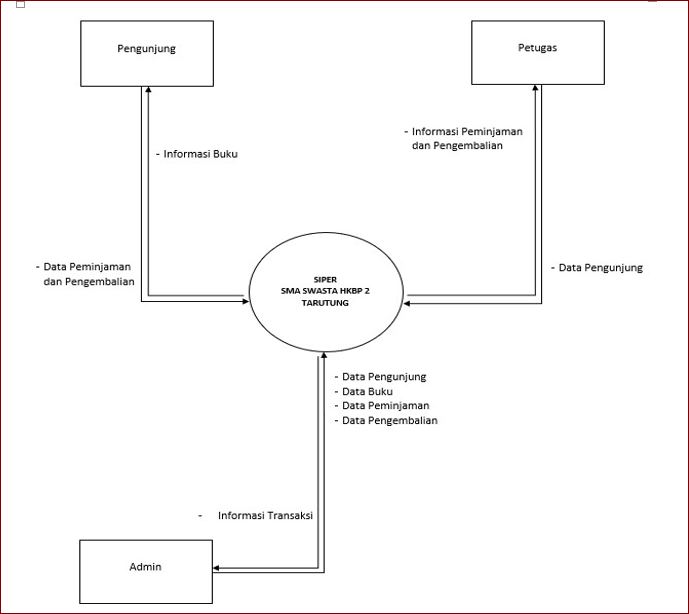 Pengunjung
Petugas
- Informasi Peminjaman
dan Pengembalian
- Informasi Buku
- Data Peminjaman
dan Pengembalian
- Data Pengunjung
SIPER
SMA SWASTA HKBP 2
TARUTUNG
- Data Pengunjung
- Data Buku
- Data Peminjaman
- Data Pengembalian
- Informasi Transaksi
Admin